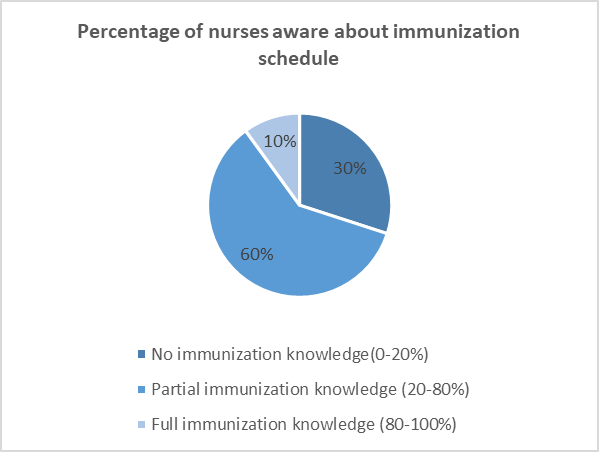 Percentage of nurses aware about immunization
schedule
10%
30%
60%
No immunization knowledge(0-20%)
Partial immunization knowledge (20-80%)
Full immunization knowledge (80-100%)